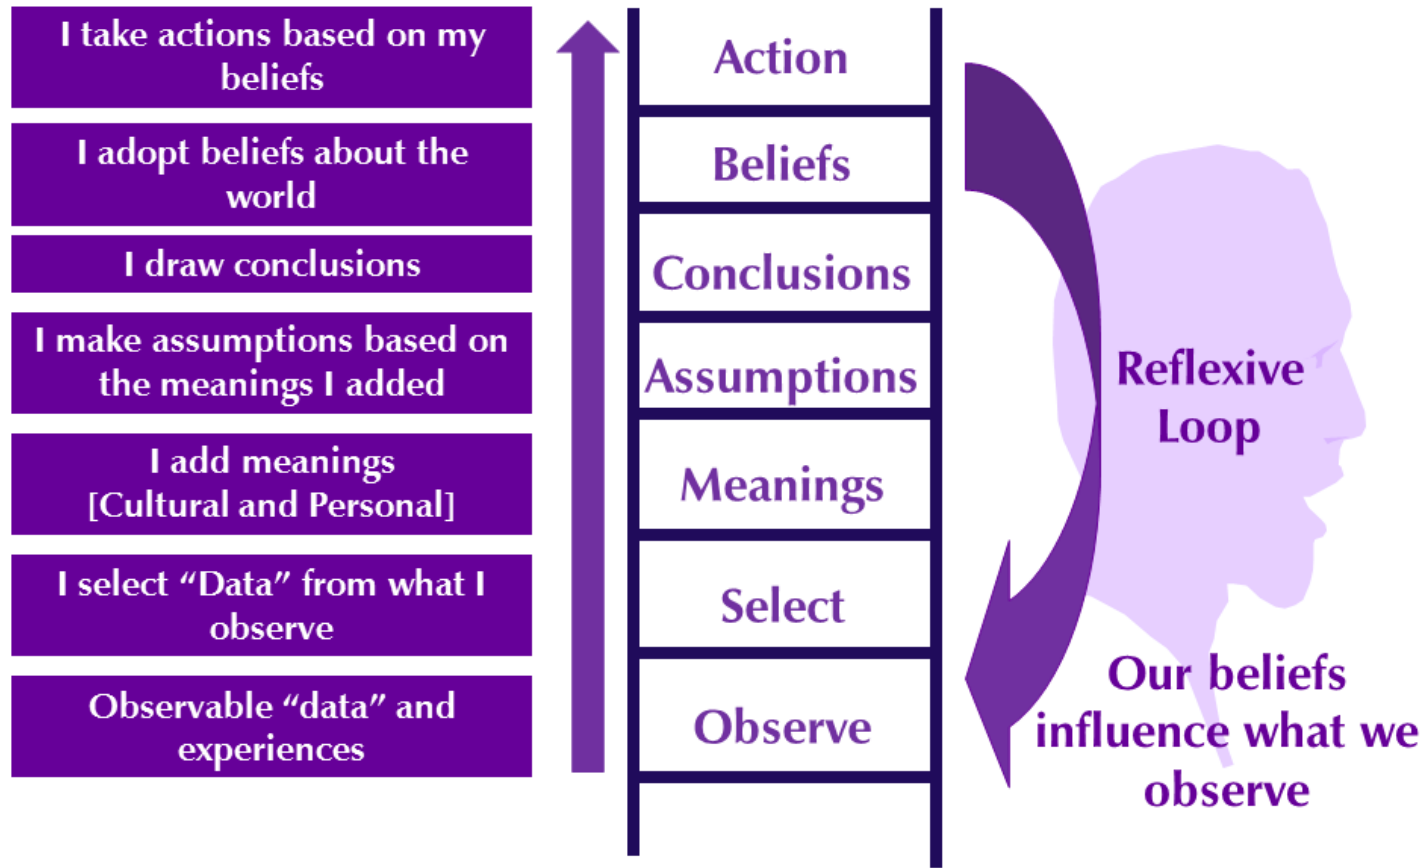 I take actions based on my
beliefs
I adopt beliefs about the
world
I draw conclusions
I make assumptions based on
the meanings I added
I add meanings
[Cultural and Personal]
I select “Data” from what I
observe
Observable “data” and
experiences
Action
Beliefs
Conclusions
Assumptions
Meanings
Select
Observe
Reflexive
Loop
Our beliefs
influence what we
observe